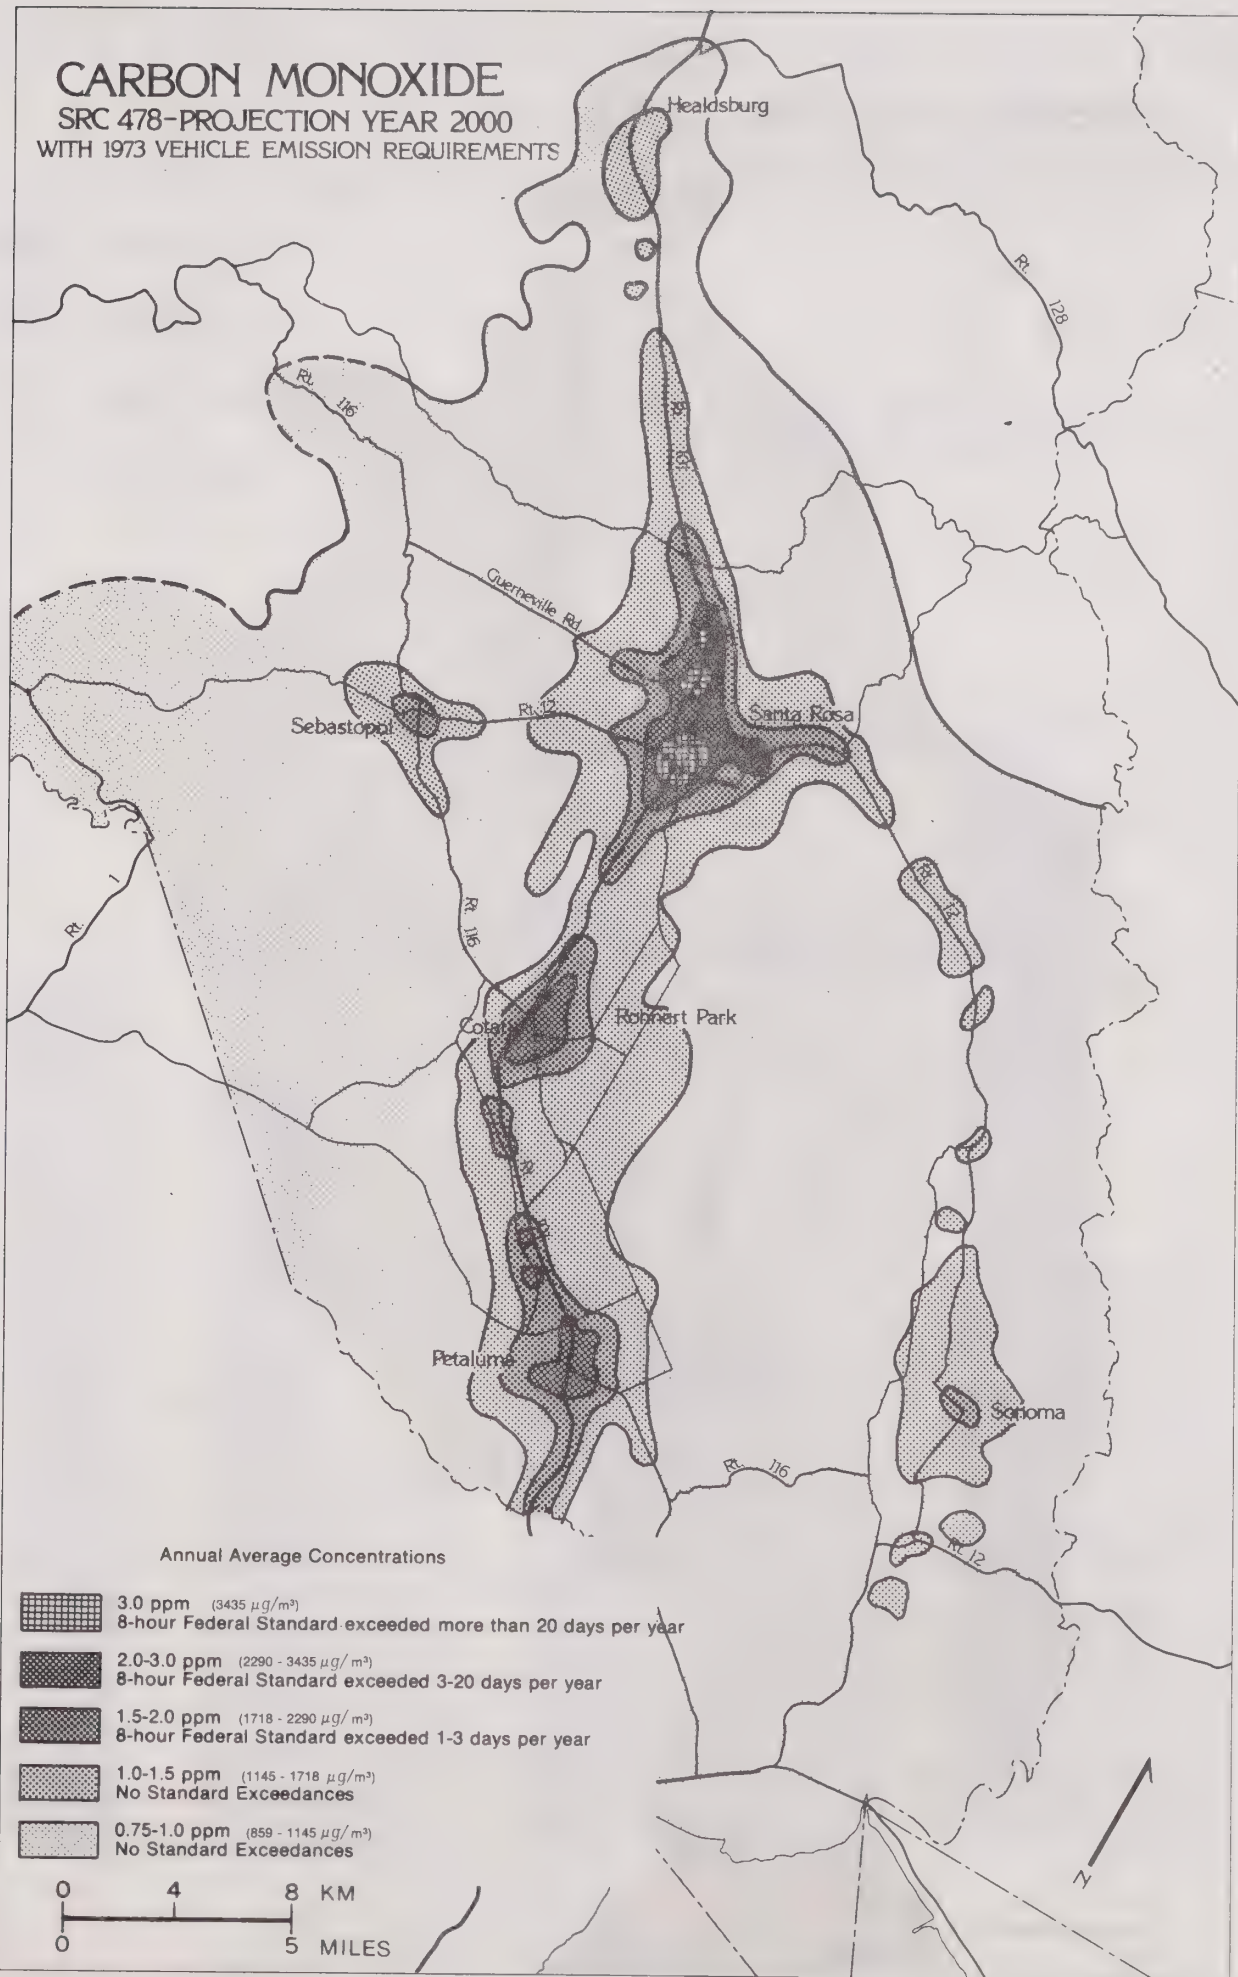 CARBON MONOXIDE
SRC 478-PROJECTION YEAR 2000
WITH 1973 VEHICLE EMISSION REQUIREMENTS
Healdsburg
Rt. 128
Rt. 116
Guerneville Rd.
Rt. 12
Sebastopol
Santa Rosa
Rt. 12
Rt. 116
Rt. 1
Cotati
Rohnert Park
Petaluma
Sonoma
Rt. 116
Rt. 12
Annual Average Concentrations
3.0 ppm (3435 μg/m³)
8-hour Federal Standard exceeded more than 20 days per year
2.0-3.0 ppm (2290 - 3435 μg/m³)
8-hour Federal Standard exceeded 3-20 days per year
1.5-2.0 ppm (1718 - 2290 μg/m³)
8-hour Federal Standard exceeded 1-3 days per year
1.0-1.5 ppm (1145 - 1718 μg/m³)
No Standard Exceedances
0.75-1.0 ppm (859 - 1145 μg/m³)
No Standard Exceedances
0 4 8 KM
0 5 MILES
N